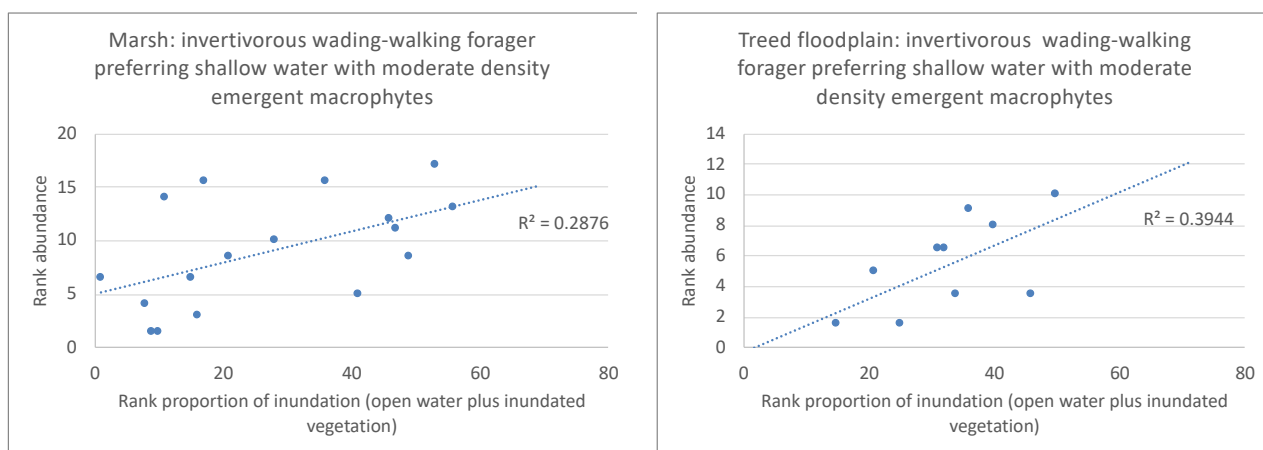 Marsh: invertivorous wading-walking forager
preferring shallow water with moderate density
emergent macrophytes
20
15
10
5
0
Rank abundance
R² = 0.2876
0 20 40 60 80
Rank proportion of inundation (open water plus inundated
vegetation)
Treed floodplain: invertivorous wading-walking
forager preferring shallow water with moderate
density emergent macrophytes
14
12
10
8
6
4
2
0
Rank abundance
R² = 0.3944
0 20 40 60 80
Rank proportion of inundation (open water plus inundated
vegetation)